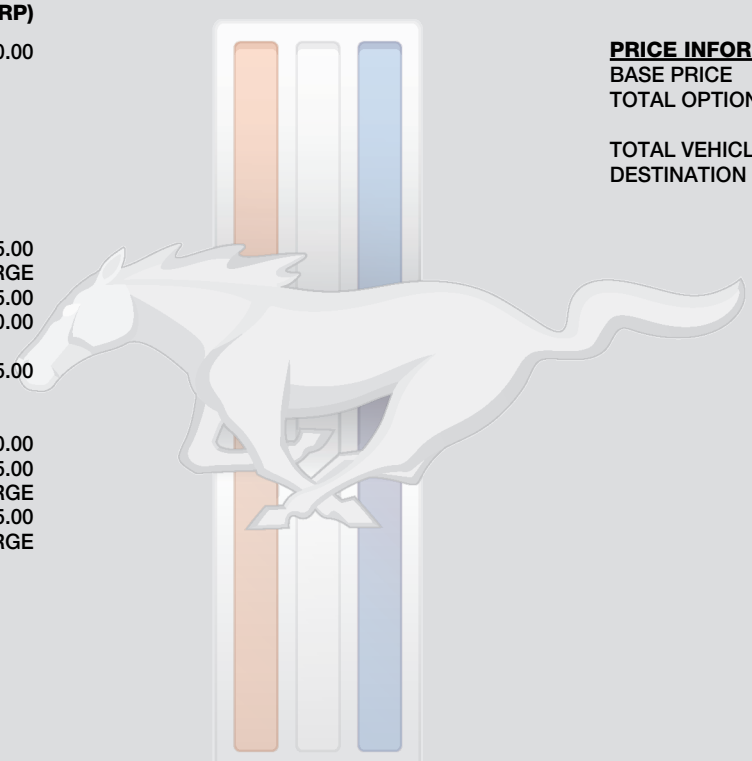 RP)
0.00
5.00
RGE
5.00
0.00
5.00
0.00
5.00
RGE
5.00
RGE
PRICE INFOR
BASE PRICE
TOTAL OPTION
TOTAL VEHICL
DESTINATION